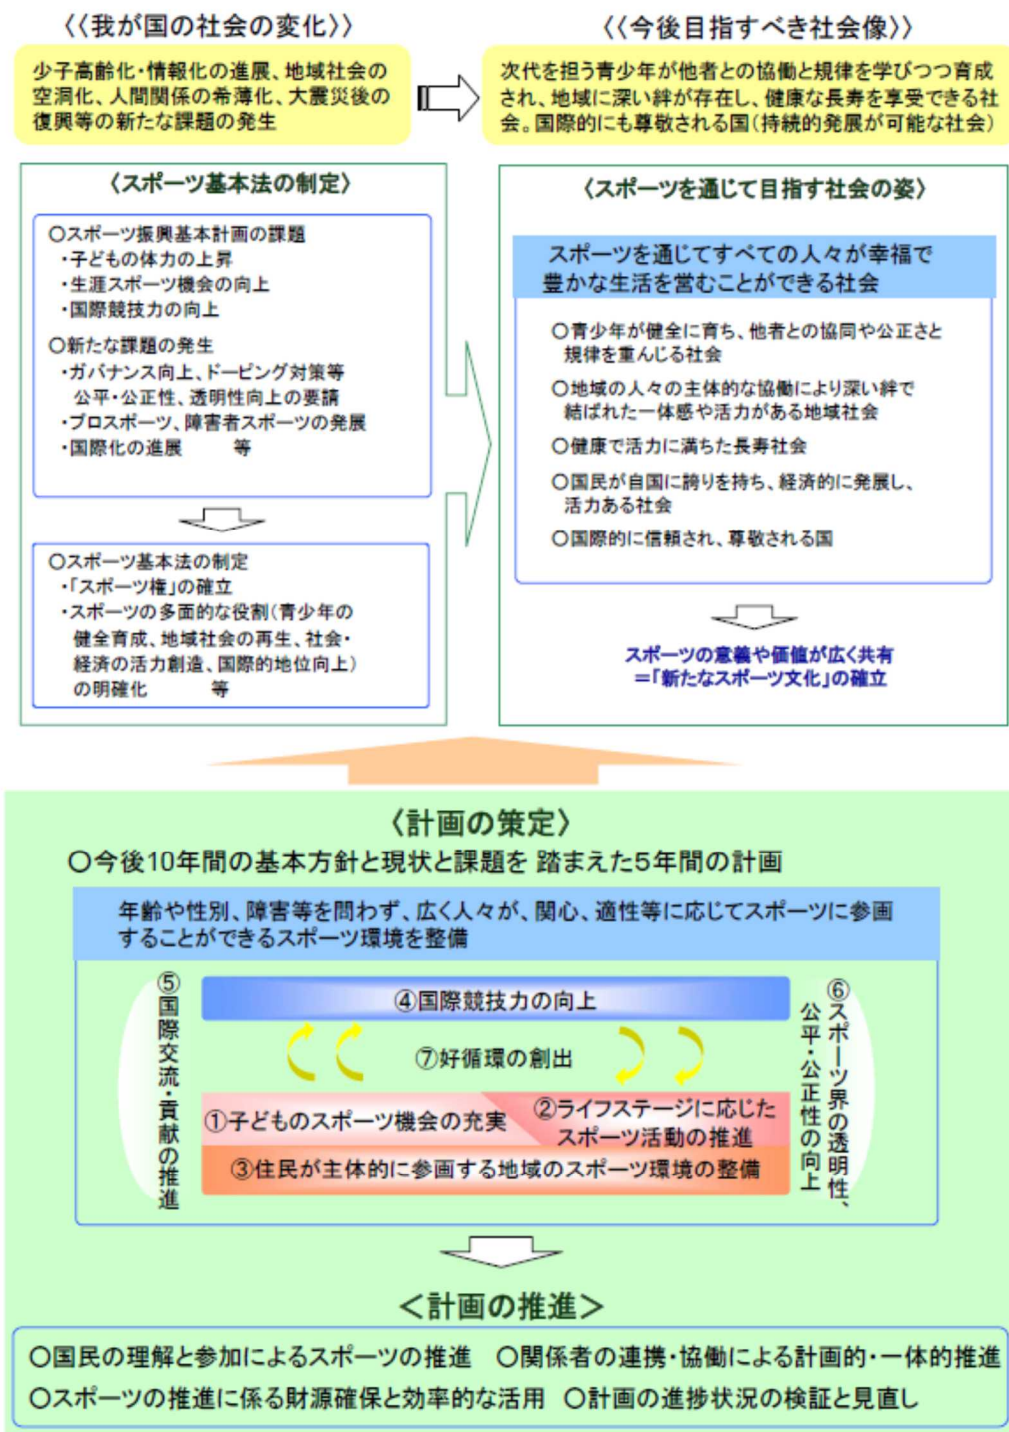 《我が国の社会の変化》
少子高齢化・情報化の進展、地域社会の
空洞化、人間関係の希薄化、大震災後の
復興等の新たな課題の発生
《今後目指すべき社会像》
次代を担う青少年が他者との協働と規律を学びつつ育成
され、地域に深い絆が存在し、健康な長寿を享受できる社
会。国際的にも尊敬される国(持続的発展が可能な社会)
〈スポーツ基本法の制定〉
○スポーツ振興基本計画の課題
・子どもの体力の上昇
・生涯スポーツ機会の向上
・国際競技力の向上
○新たな課題の発生
・ガバナンス向上、ドーピング対策等
公平・公正性、透明性向上の要請
・プロスポーツ、障害者スポーツの発展
・国際化の進展　　等
○スポーツ基本法の制定
・「スポーツ権」の確立
・スポーツの多面的な役割(青少年の
健全育成、地域社会の再生、社会・
経済の活力創造、国際的地位向上)
の明確化　　　等
〈スポーツを通じて目指す社会の姿〉
スポーツを通じてすべての人々が幸福で
豊かな生活を営むことができる社会
○青少年が健全に育ち、他者との協同や公正さと
規律を重んじる社会
○地域の人々の主体的な協働により深い絆で
結ばれた一体感や活力がある地域社会
○健康で活力に満ちた長寿社会
○国民が自国に誇りを持ち、経済的に発展し、
活力ある社会
○国際的に信頼され、尊敬される国
スポーツの意義や価値が広く共有
＝「新たなスポーツ文化」の確立
〈計画の策定〉
○今後10年間の基本方針と現状と課題を 踏まえた5年間の計画
年齢や性別、障害等を問わず、広く人々が、関心、適性等に応じてスポーツに参画
することができるスポーツ環境を整備
⑤国際交流・貢献の推進
④国際競技力の向上
⑦好循環の創出
①子どものスポーツ機会の充実
②ライフステージに応じた
スポーツ活動の推進
③住民が主体的に参画する地域のスポーツ環境の整備
⑥スポーツ界の透明性、
公平・公正性の向上
＜計画の推進＞
○国民の理解と参加によるスポーツの推進　○関係者の連携・協働による計画的・一体的推進
○スポーツの推進に係る財源確保と効率的な活用　○計画の進捗状況の検証と見直し